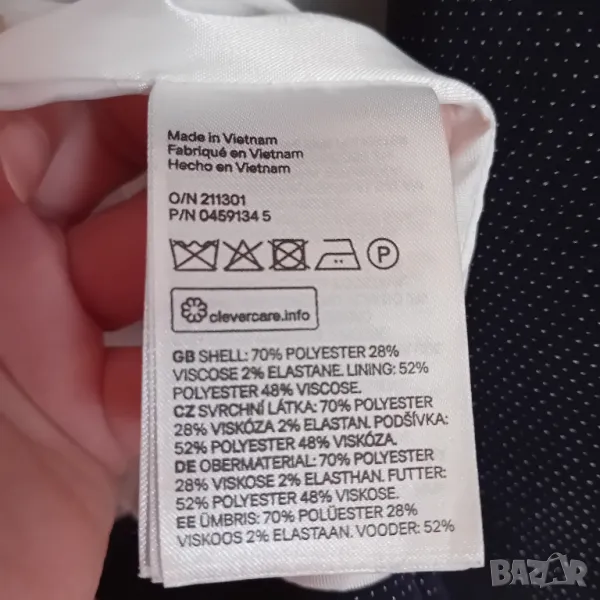 Made in Vietnam
Fabriqué en Vietnam
Hecho en Vietnam
O/N 211301
P/N 0459134 5
P
clevercare.info
GB SHELL: 70% POLYESTER 28%
VISCOSE 2% ELASTANE. LINING: 52%
POLYESTER 48% VISCOSE.
CZ SVRCHNÍ LÁTKA: 70% POLYESTER
28% VISKÓZA 2% ELASTAN. PODŠÍVKA:
52% POLYESTER 48% VISKÓZA.
DE OBERMATERIAL: 70% POLYESTER
28% VISKOSE 2% ELASTHAN. FUTTER:
52% POLYESTER 48% VISKOSE.
EE ÜMBRIS: 70% POLÜESTER 28%
VISKOOS 2% ELASTAAN. VOODER: 52%
BAZAR